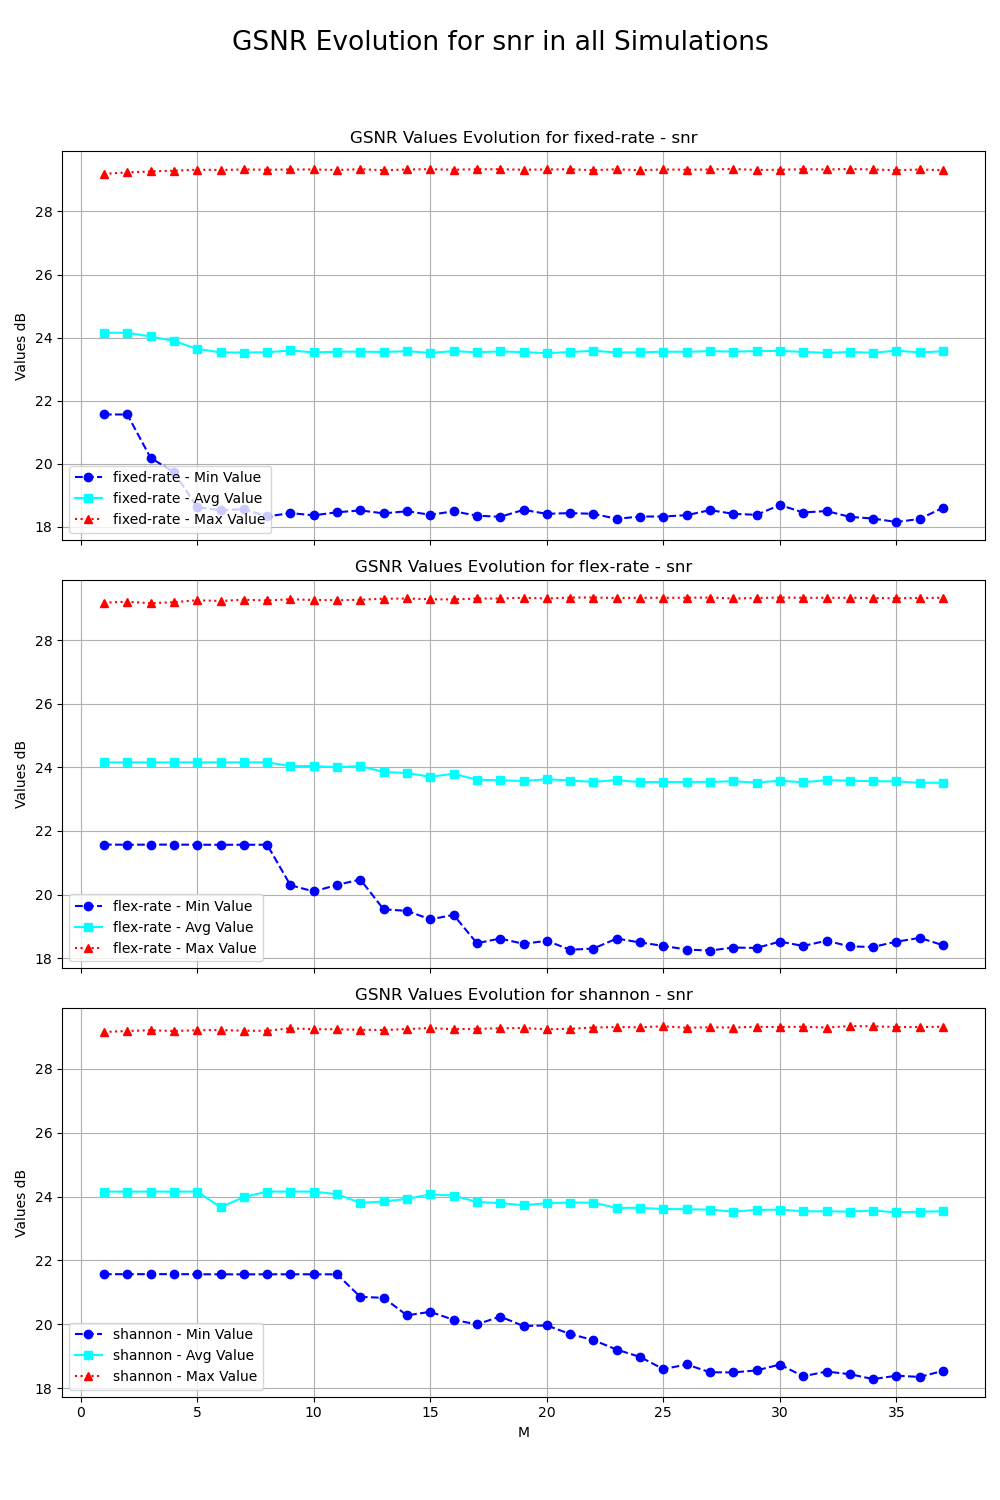 GSNR Evolution for snr in all Simulations
GSNR Values Evolution for fixed-rate - snr
28
26
24
22
20
18
Values dB
fixed-rate - Min Value
fixed-rate - Avg Value
fixed-rate - Max Value
GSNR Values Evolution for flex-rate - snr
28
26
24
22
20
18
Values dB
flex-rate - Min Value
flex-rate - Avg Value
flex-rate - Max Value
GSNR Values Evolution for shannon - snr
28
26
24
22
20
18
Values dB
shannon - Min Value
shannon - Avg Value
shannon - Max Value
0 5 10 15 20 25 30 35
M